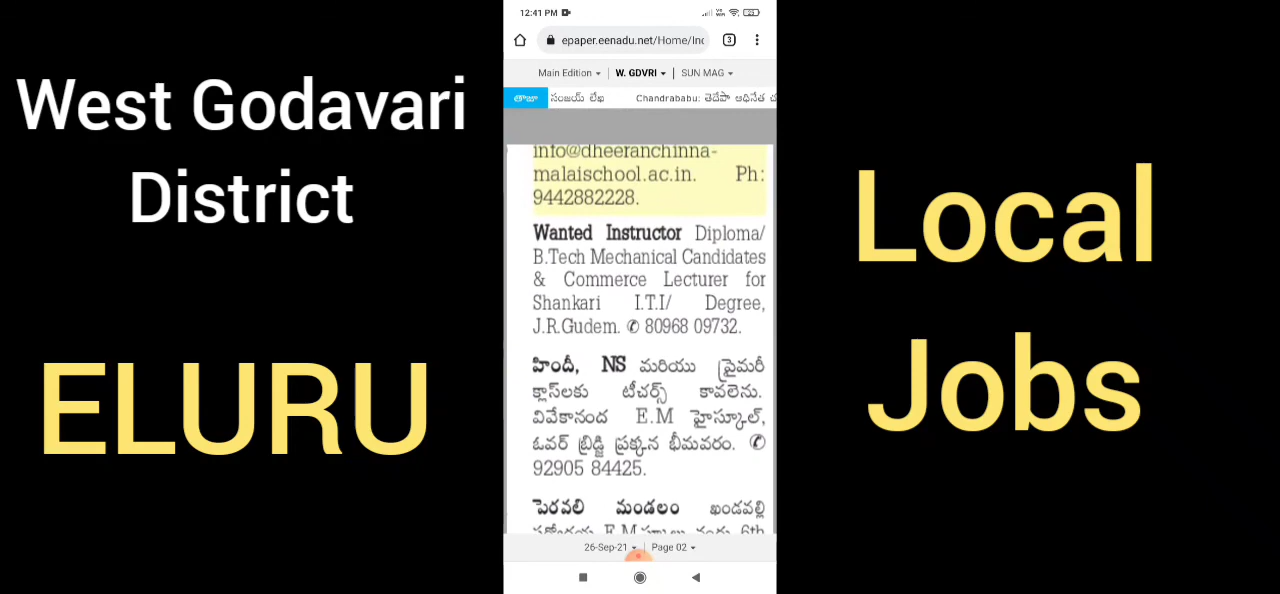 West Godavari
District
ELURU
12:41 PM
epaper.eenadu.net/Home/Ind
3
Main Edition
W. GDVRI
SUN MAG
తాజా
సంజయ్ లేఖ
Chandrababu: తెదేపా అధినేత
info@dheeranchinna-
malaischool.ac.in. Ph:
9442882228.
Wanted Instructor Diploma/
B.Tech Mechanical Candidates
& Commerce Lecturer for
Shankari I.T.I/ Degree,
J.R.Gudem. ✆ 80968 09732.
హిందీ, NS మరియు ప్రైమరీ
క్లాస్‌లకు టీచర్స్ కావలెను.
వివేకానంద E.M హైస్కూల్,
ఓవర్ బ్రిడ్జి ప్రక్కన భీమవరం. ✆
92905 84425.
పెరవలి మండలం ఖండవల్లి
E.M 6th
26-Sep-21
Page 02
Local
Jobs